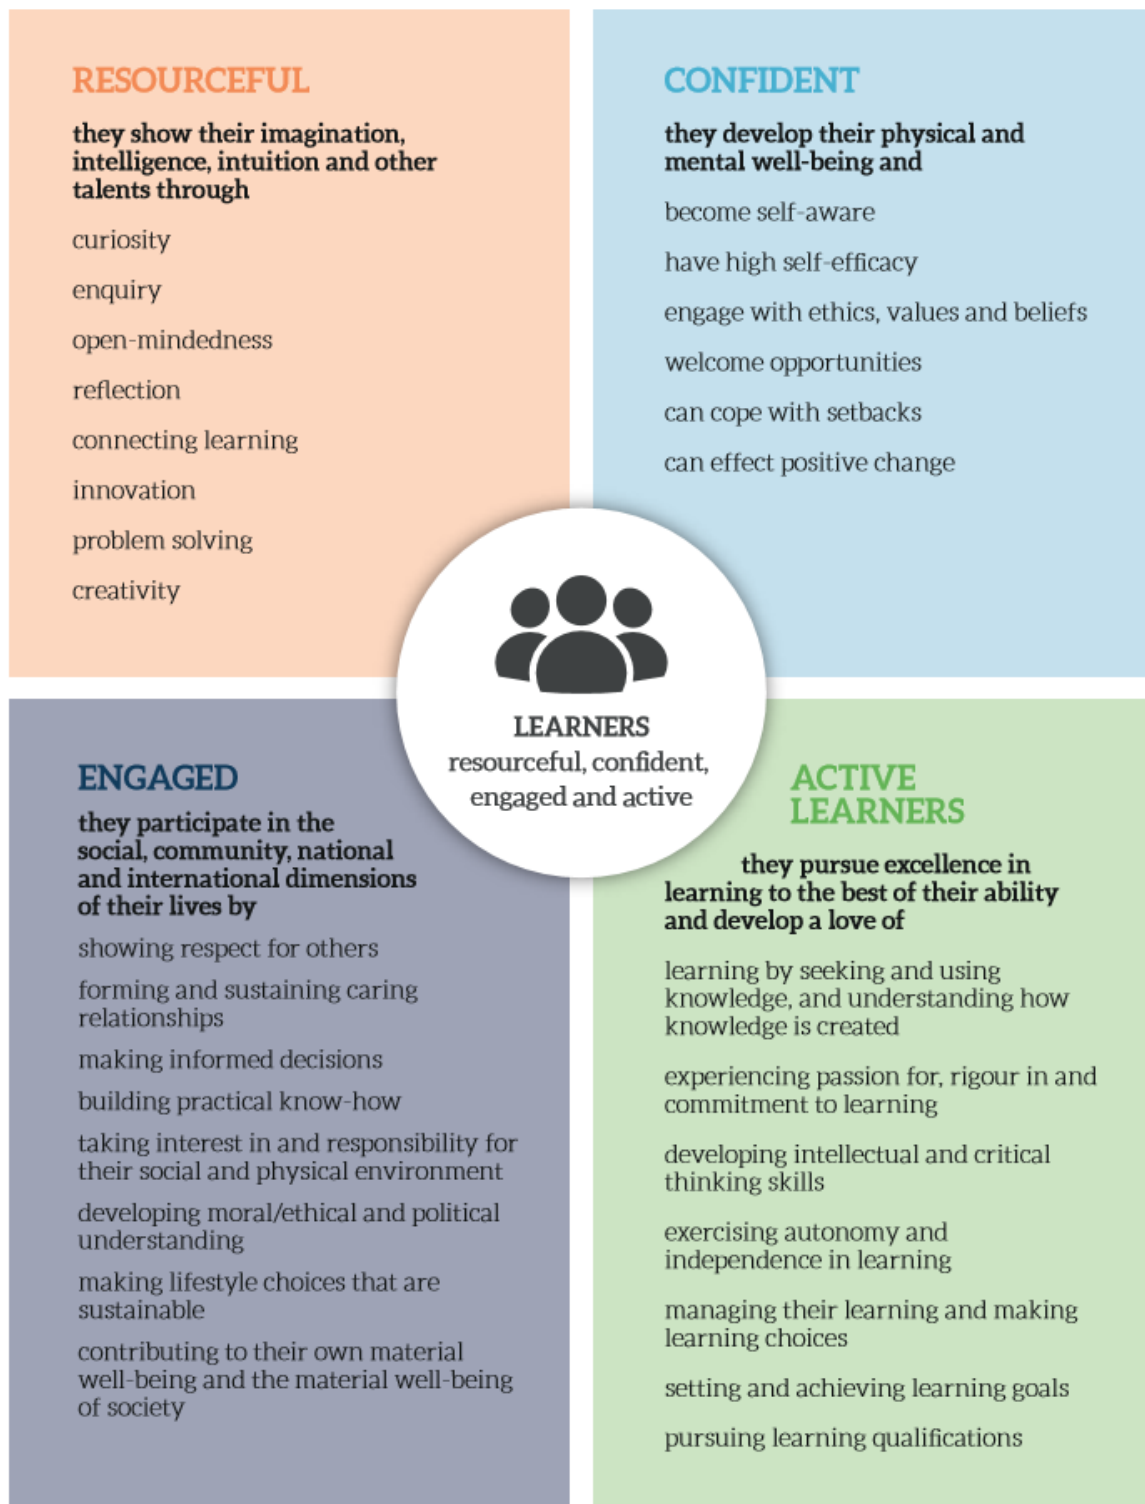 RESOURCEFUL
they show their imagination,
intelligence, intuition and other
talents through
curiosity
enquiry
open-mindedness
reflection
connecting learning
innovation
problem solving
creativity
CONFIDENT
they develop their physical and
mental well-being and
become self-aware
have high self-efficacy
engage with ethics, values and beliefs
welcome opportunities
can cope with setbacks
can effect positive change
LEARNERS
resourceful, confident,
engaged and active
ENGAGED
they participate in the
social, community, national
and international dimensions
of their lives by
showing respect for others
forming and sustaining caring
relationships
making informed decisions
building practical know-how
taking interest in and responsibility for
their social and physical environment
developing moral/ethical and political
understanding
making lifestyle choices that are
sustainable
contributing to their own material
well-being and the material well-being
of society
ACTIVE
LEARNERS
they pursue excellence in
learning to the best of their ability
and develop a love of
learning by seeking and using
knowledge, and understanding how
knowledge is created
experiencing passion for, rigour in and
commitment to learning
developing intellectual and critical
thinking skills
exercising autonomy and
independence in learning
managing their learning and making
learning choices
setting and achieving learning goals
pursuing learning qualifications